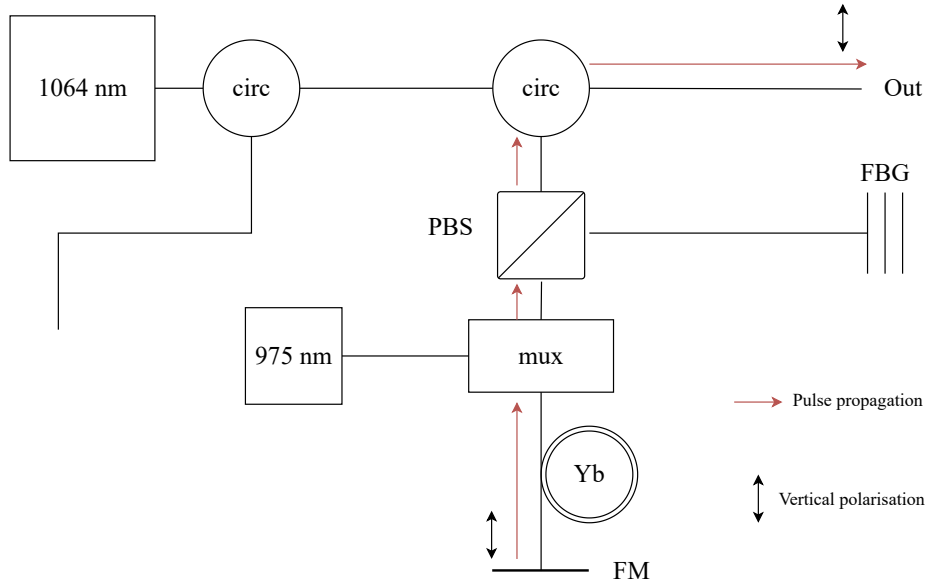 1064 nm
circ
circ
Out
FBG
PBS
975 nm
mux
Pulse propagation
Yb
Vertical polarisation
FM